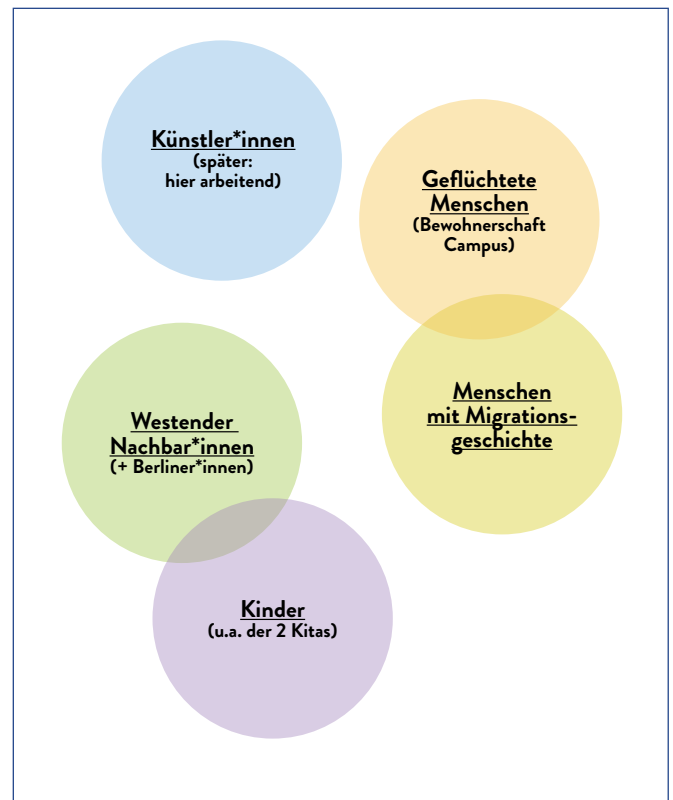 Künstler*innen
(später:
hier arbeitend)
Geflüchtete
Menschen
(Bewohnerschaft
Campus)
Menschen
mit Migrations-
geschichte
Westender
Nachbar*innen
(+ Berliner*innen)
Kinder
(u.a. der 2 Kitas)